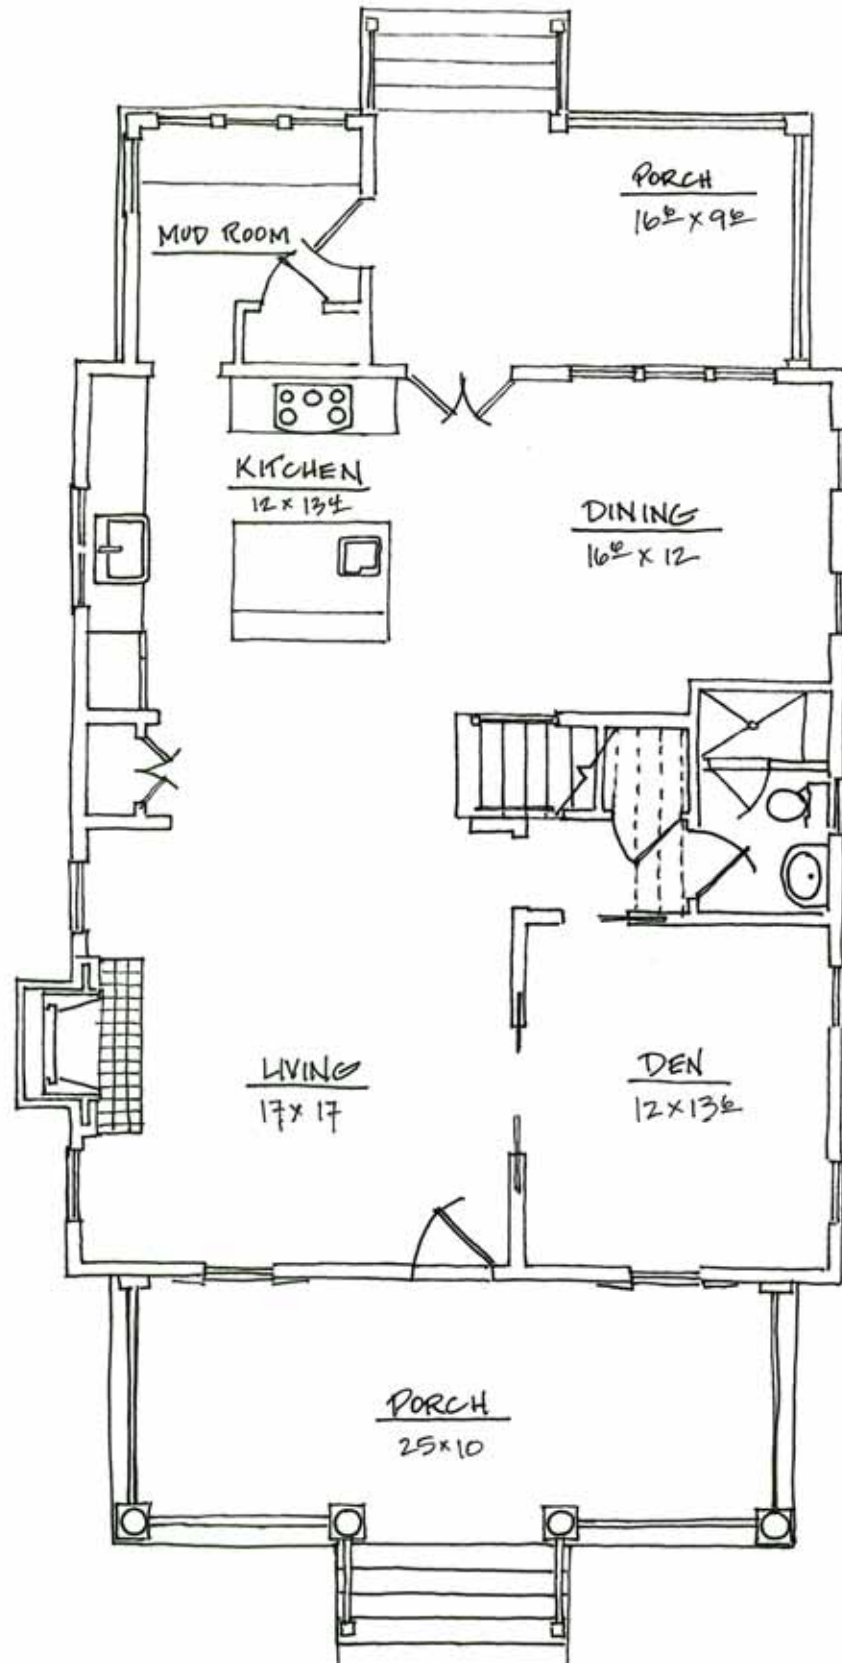 PORCH
16⁶ x 9⁶
MUD ROOM
KITCHEN
12 x 13⁴
DINING
16⁶ x 12
LIVING
17 x 17
DEN
12 x 13⁶
PORCH
25 x 10